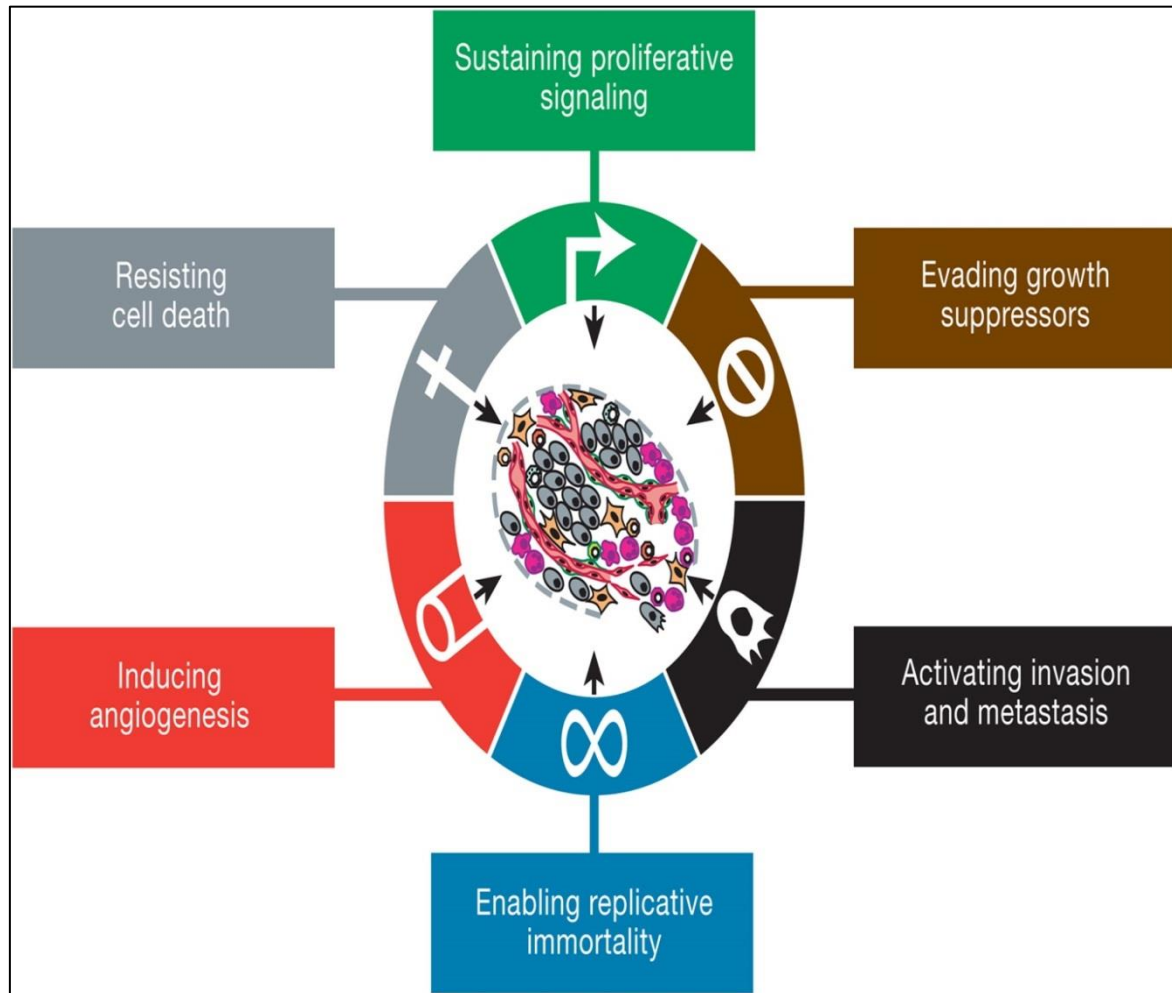 Sustaining proliferative
signaling
Resisting
cell death
Evading growth
suppressors
Inducing
angiogenesis
Activating invasion
and metastasis
Enabling replicative
immortality